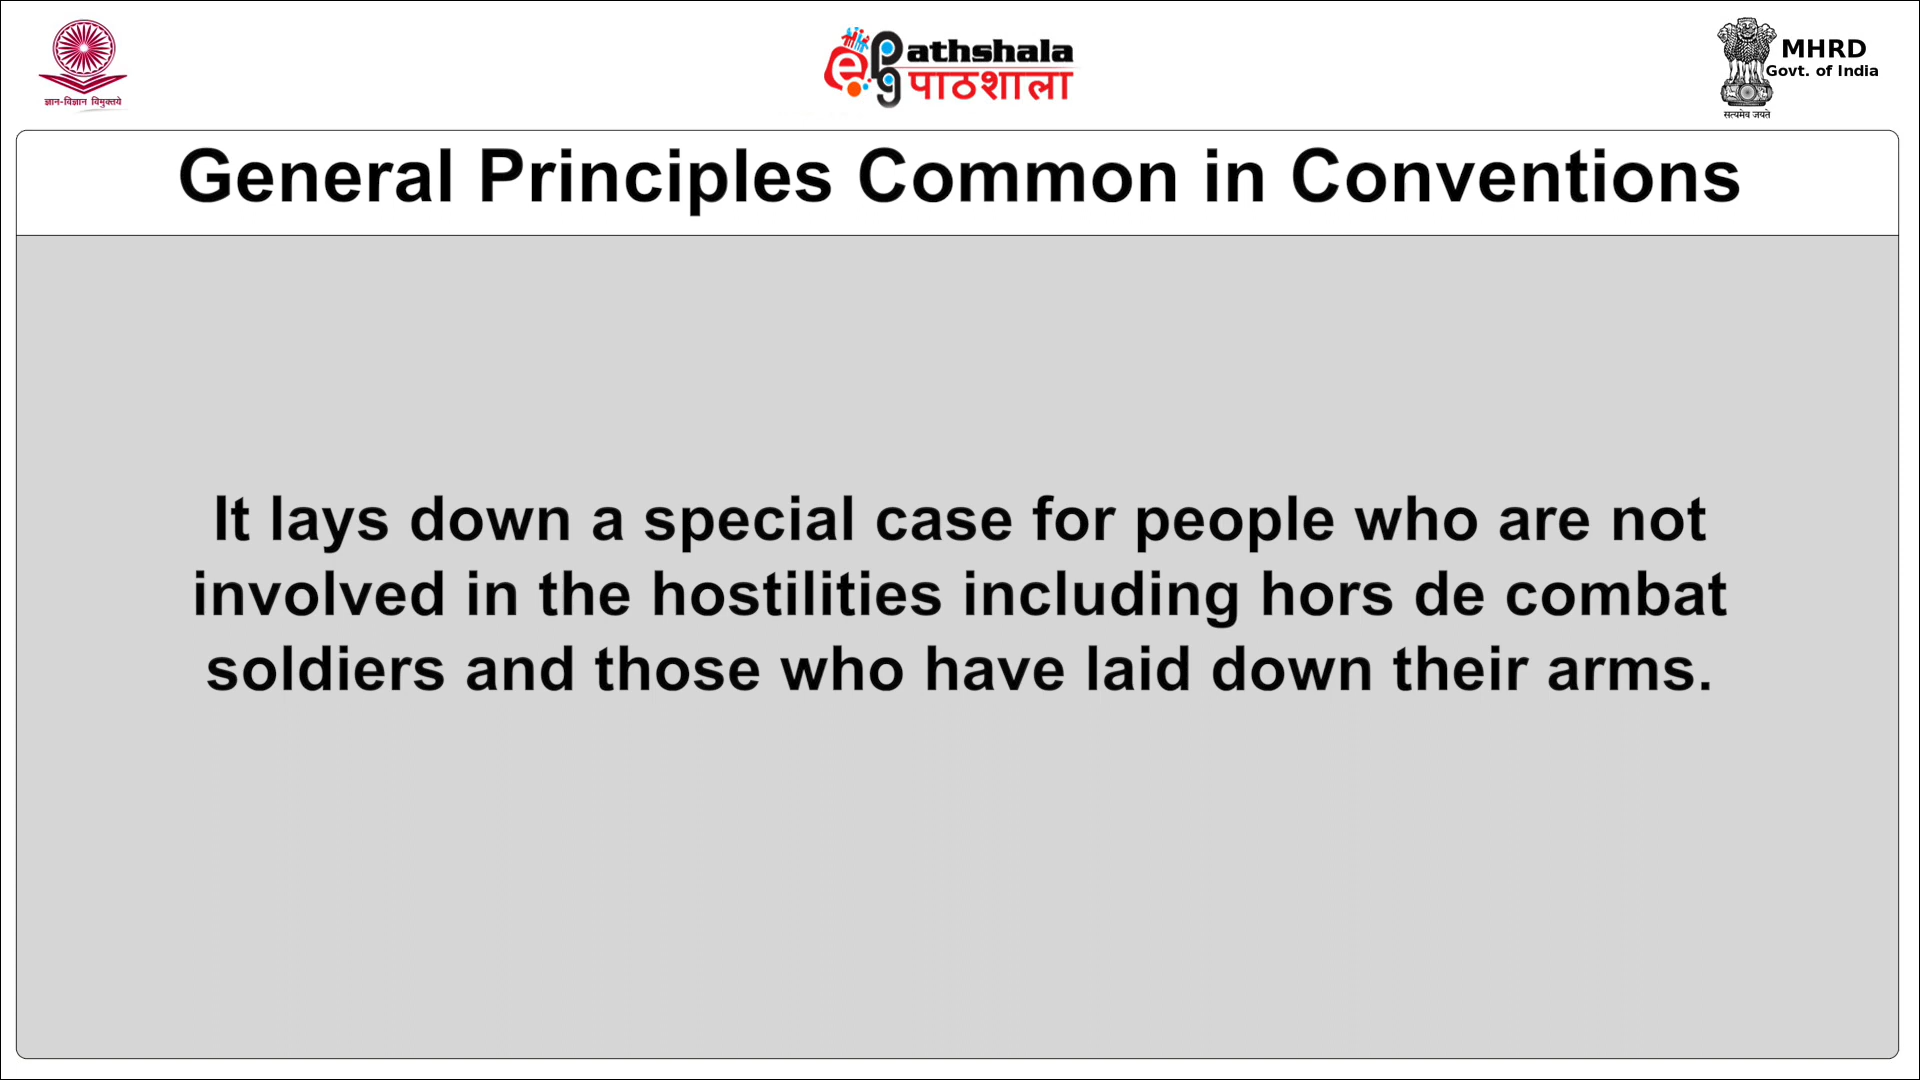 ज्ञान-विज्ञान विमुक्तये
ePathshala
पाठशाला
MHRD
Govt. of India
सत्यमेव जयते
General Principles Common in Conventions
It lays down a special case for people who are not
involved in the hostilities including hors de combat
soldiers and those who have laid down their arms.